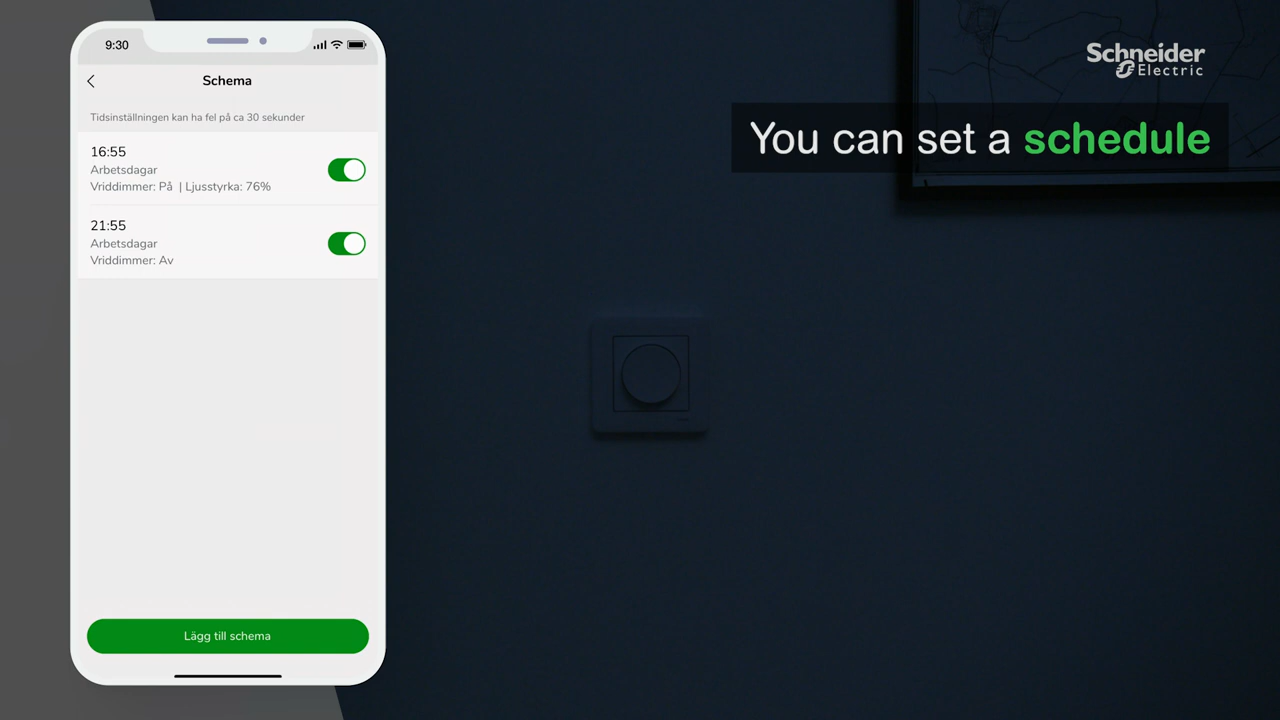 9:30
Schema
Tidsinställningen kan ha fel på ca 30 sekunder
16:55
Arbetsdagar
Vriddimmer: På | Ljusstyrka: 76%
21:55
Arbetsdagar
Vriddimmer: Av
Lägg till schema
Schneider
Electric
You can set a schedule